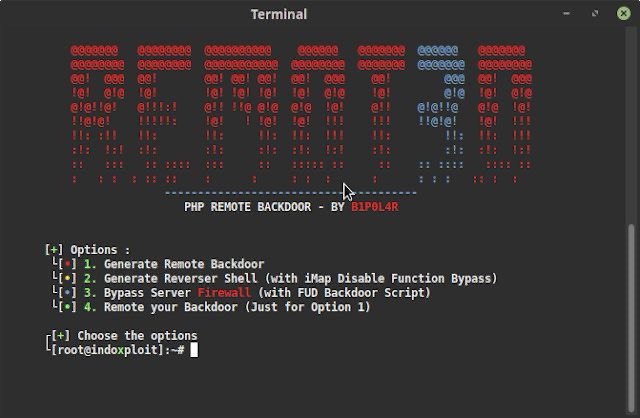 Terminal
REMOT3D
PHP REMOTE BACKDOOR - BY B1P0L4R
[+] Options :
[•] 1. Generate Remote Backdoor
[•] 2. Generate Reverser Shell (with iMap Disable Function Bypass)
[•] 3. Bypass Server Firewall (with FUD Backdoor Script)
[•] 4. Remote your Backdoor (Just for Option 1)
[+] Choose the options
[root@indoxploit]:~#